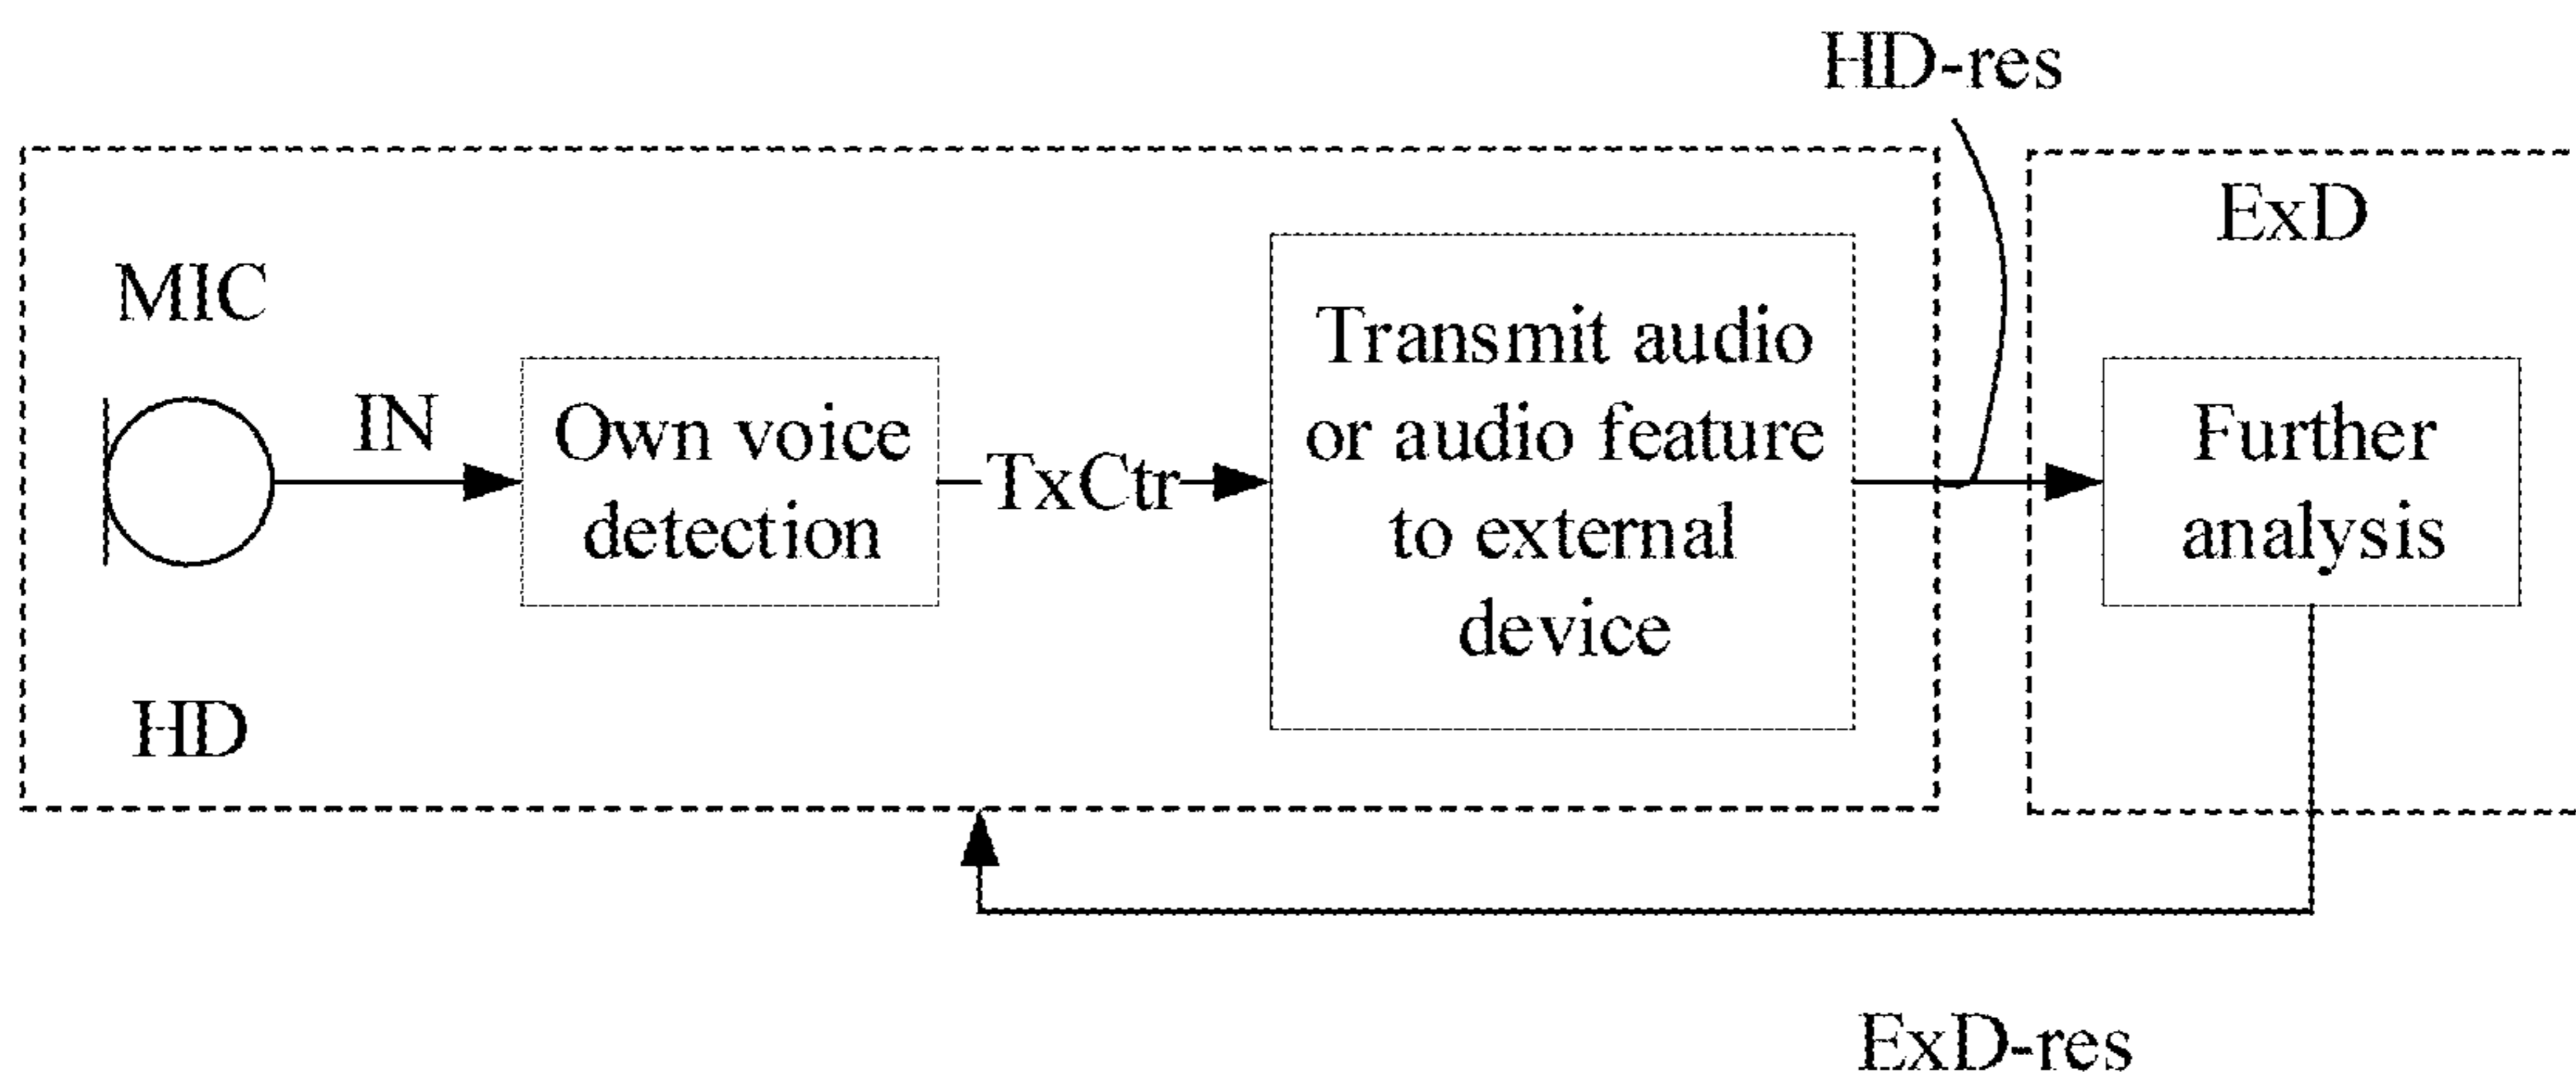 HD-res
ExD
MIC
IN
Own voice
detection
TxCtr
Transmit audio
or audio feature
to external
device
Further
analysis
HD
ExD-res